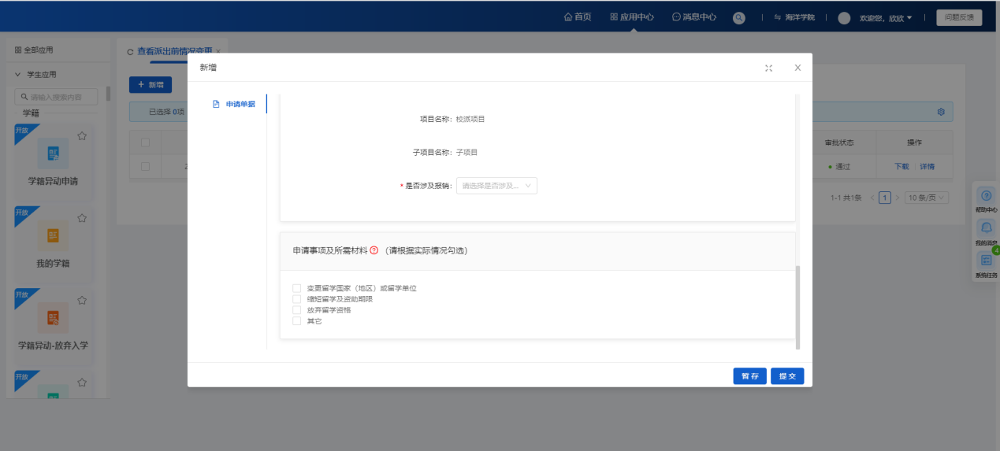 首页 应用中心 消息中心 海洋学院 欢迎您，欣欣 问题反馈
全部应用
学生应用
请输入搜索内容
学籍
开放
学籍异动申请
开放
我的学籍
开放
学籍异动-放弃入学
开放
查看派出前情况变更 ×
+ 新增
已选择 0项
2
新增
申请单据
项目名称： 校派项目
子项目名称： 子项目
* 是否涉及报销： 请选择是否涉及...
申请事项及所需材料 （请根据实际情况勾选）
变更留学国家（地区）或留学单位
缩短留学及资助期限
放弃留学资格
其它
暂 存 提 交
审批状态 操作
通过 下载 详情
1-1 共1条 < 1 > 10 条/页
帮助中心
我的消息
4
系统任务